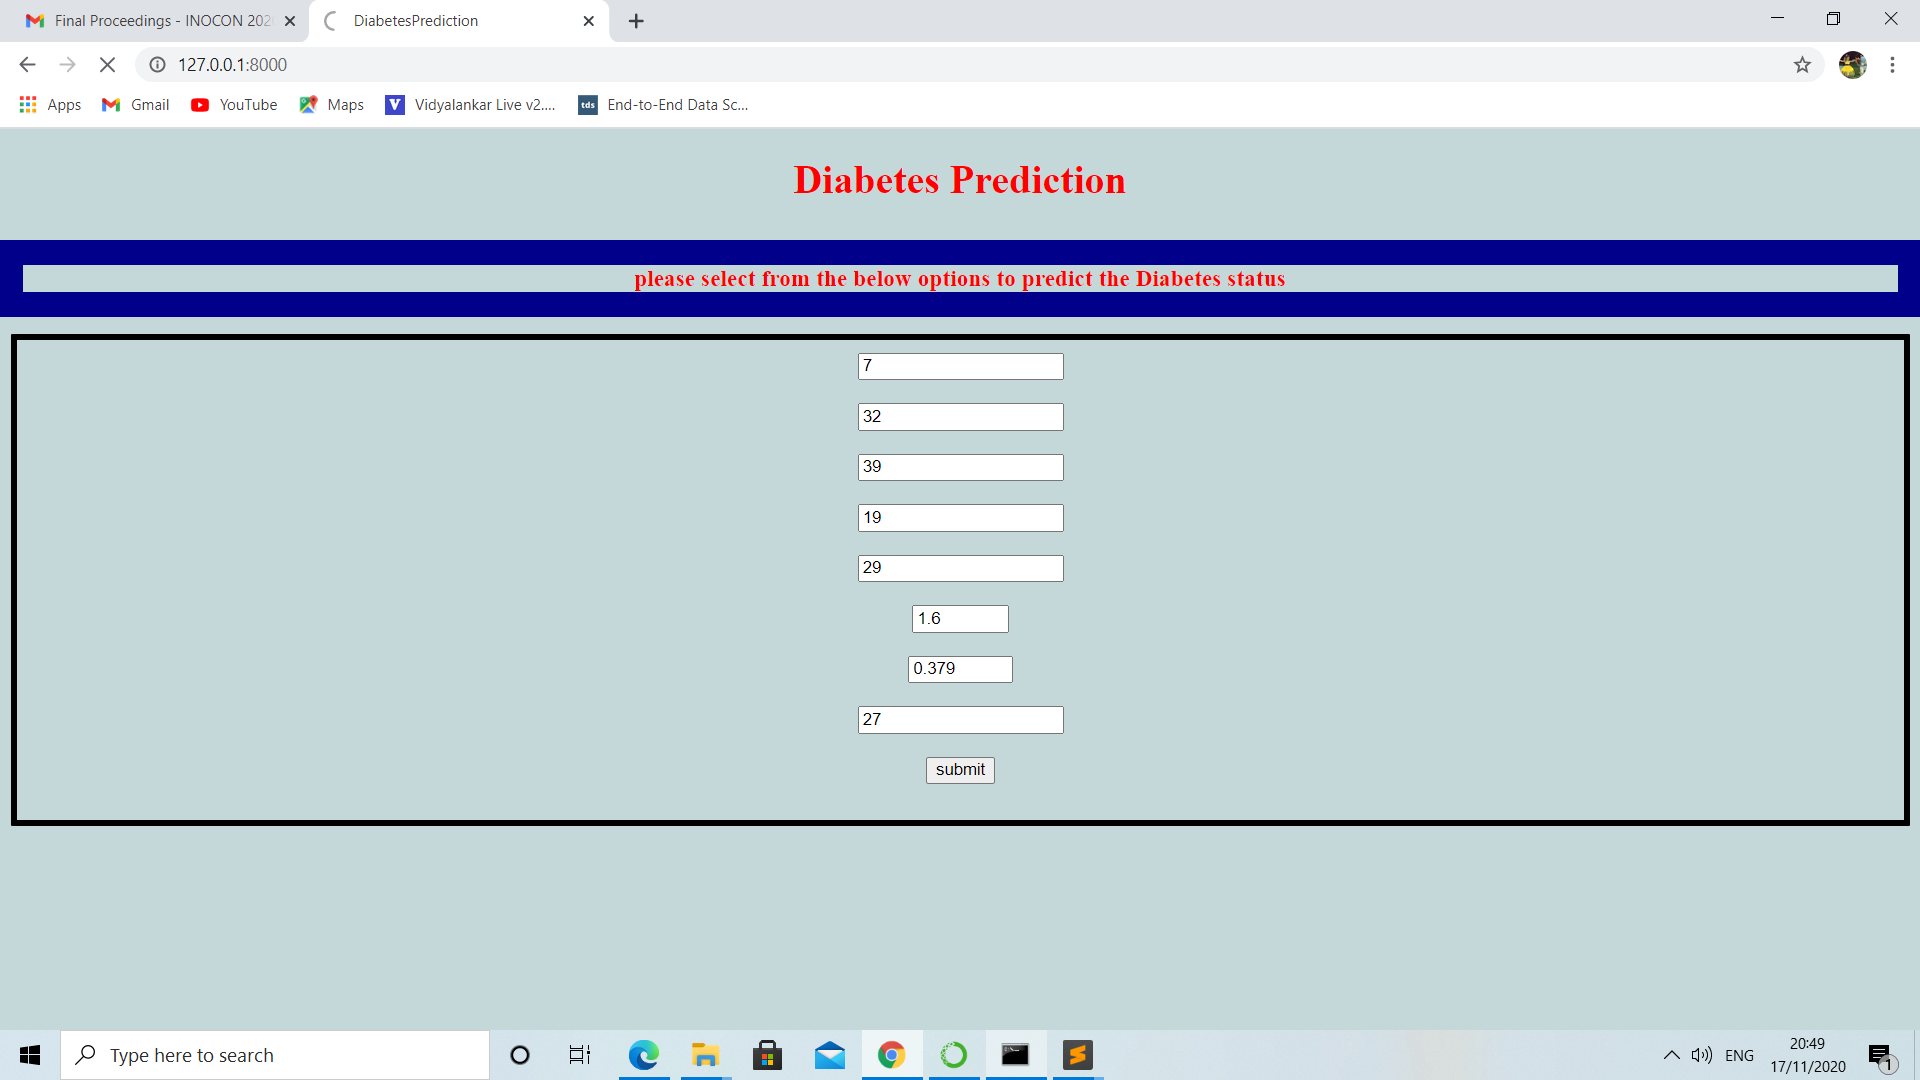 Final Proceedings - INOCON 202
DiabetesPrediction
127.0.0.1:8000
Apps
Gmail
YouTube
Maps
V
Vidyalankar Live v2....
tds
End-to-End Data Sc...
Diabetes Prediction
please select from the below options to predict the Diabetes status
7
32
39
19
29
1.6
0.379
27
submit
Type here to search
ENG
20:49
17/11/2020
1